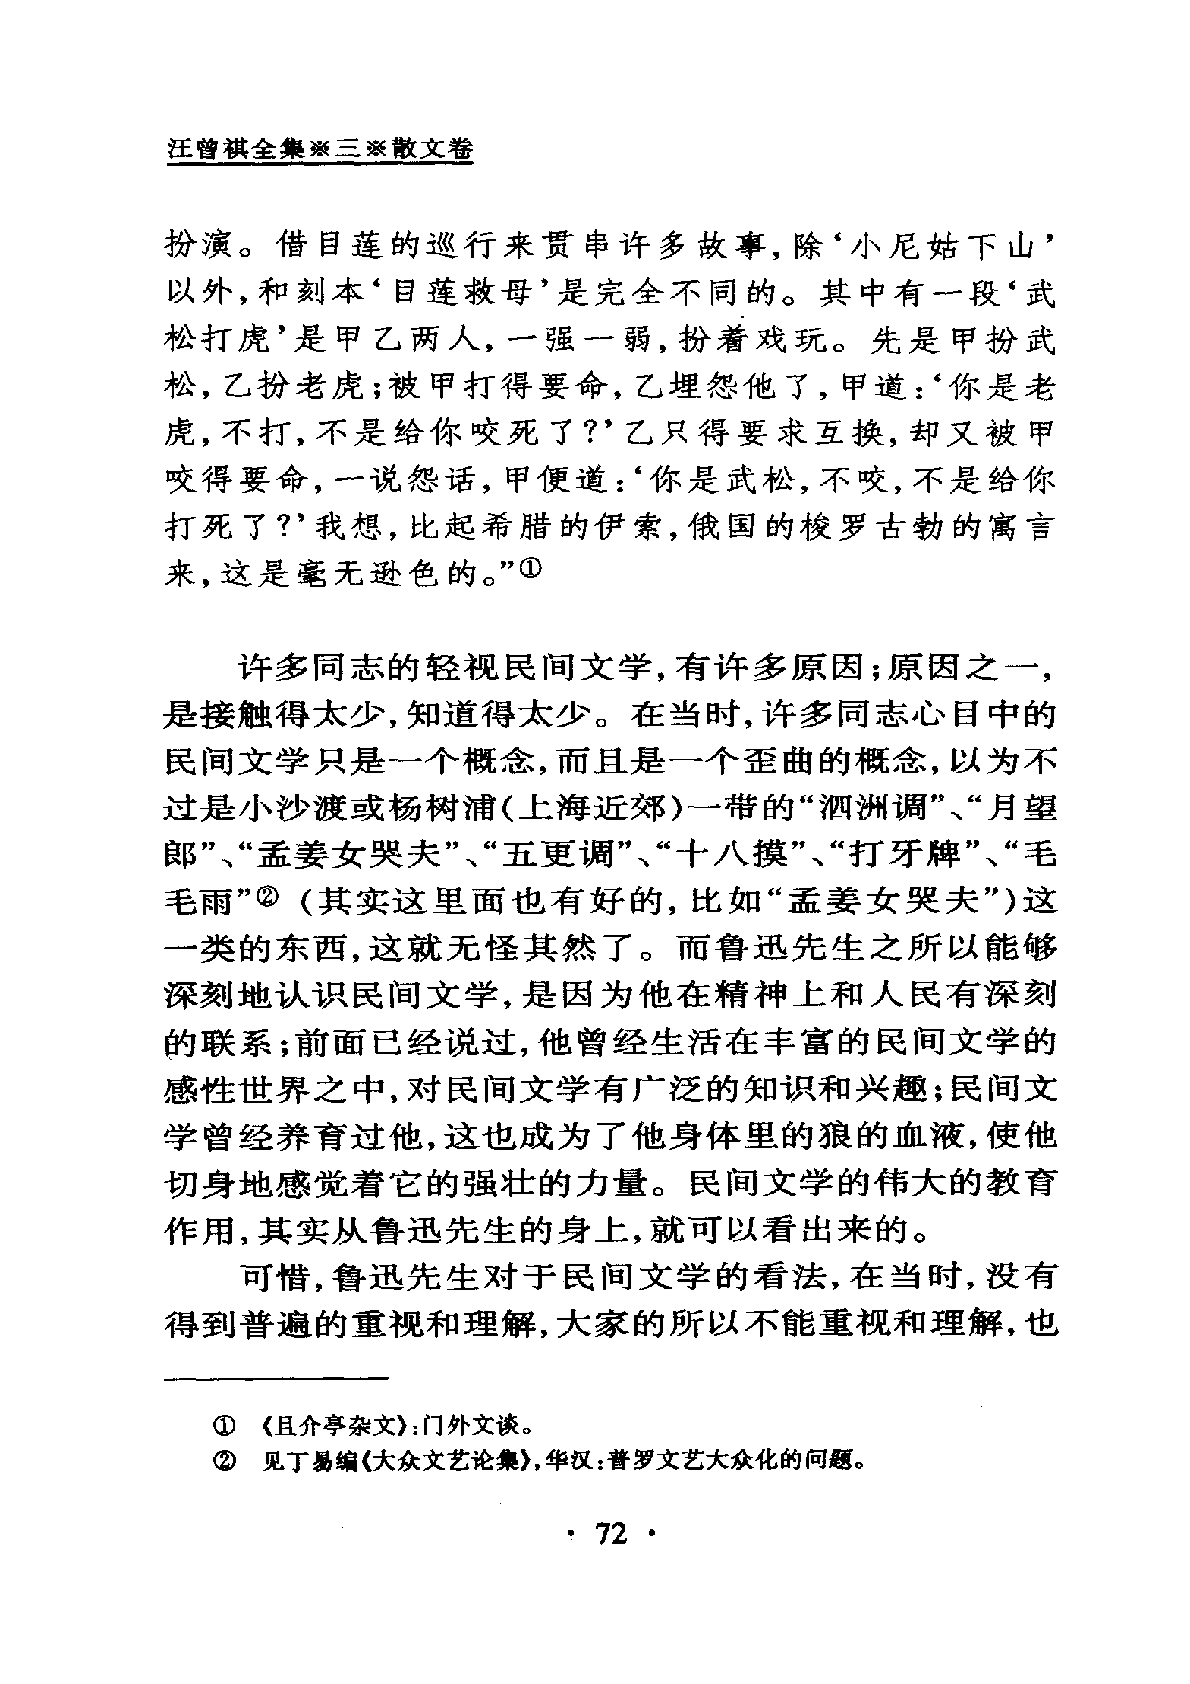 汪曾祺全集※三※散文卷
扮演。借目莲的巡行来贯串许多故事,除‘小尼姑下山’
以外,和刻本‘目莲救母’是完全不同的。其中有一段‘武
松打虎’是甲乙两人,一强一弱,扮着戏玩。先是甲扮武
松,乙扮老虎;被甲打得要命,乙埋怨他了,甲道:‘你是老
虎,不打,不是给你咬死了?’乙只得要求互换,却又被甲
咬得要命,一说怨话,甲便道:‘你是武松,不咬,不是给你
打死了?’我想,比起希腊的伊索,俄国的梭罗古勃的寓言
来,这是毫无逊色的。”①
许多同志的轻视民间文学,有许多原因;原因之一,
是接触得太少,知道得太少。在当时,许多同志心目中的
民间文学只是一个概念,而且是一个歪曲的概念,以为不
过是小沙渡或杨树浦(上海近郊)一带的“泗洲调”、“月望
郎”、“孟姜女哭夫”、“五更调”、“十八摸”、“打牙牌”、“毛
毛雨”② (其实这里面也有好的,比如“孟姜女哭夫”)这
一类的东西,这就无怪其然了。而鲁迅先生之所以能够
深刻地认识民间文学,是因为他在精神上和人民有深刻
的联系;前面已经说过,他曾经生活在丰富的民间文学的
感性世界之中,对民间文学有广泛的知识和兴趣;民间文
学曾经养育过他,这也成为了他身体里的狼的血液,使他
切身地感觉着它的强壮的力量。民间文学的伟大的教育
作用,其实从鲁迅先生的身上,就可以看出来的。
可惜,鲁迅先生对于民间文学的看法,在当时,没有
得到普遍的重视和理解,大家的所以不能重视和理解,也
① 《且介亭杂文》:门外文谈。
② 见丁易编《大众文艺论集》,华汉:普罗文艺大众化的问题。
· 72 ·